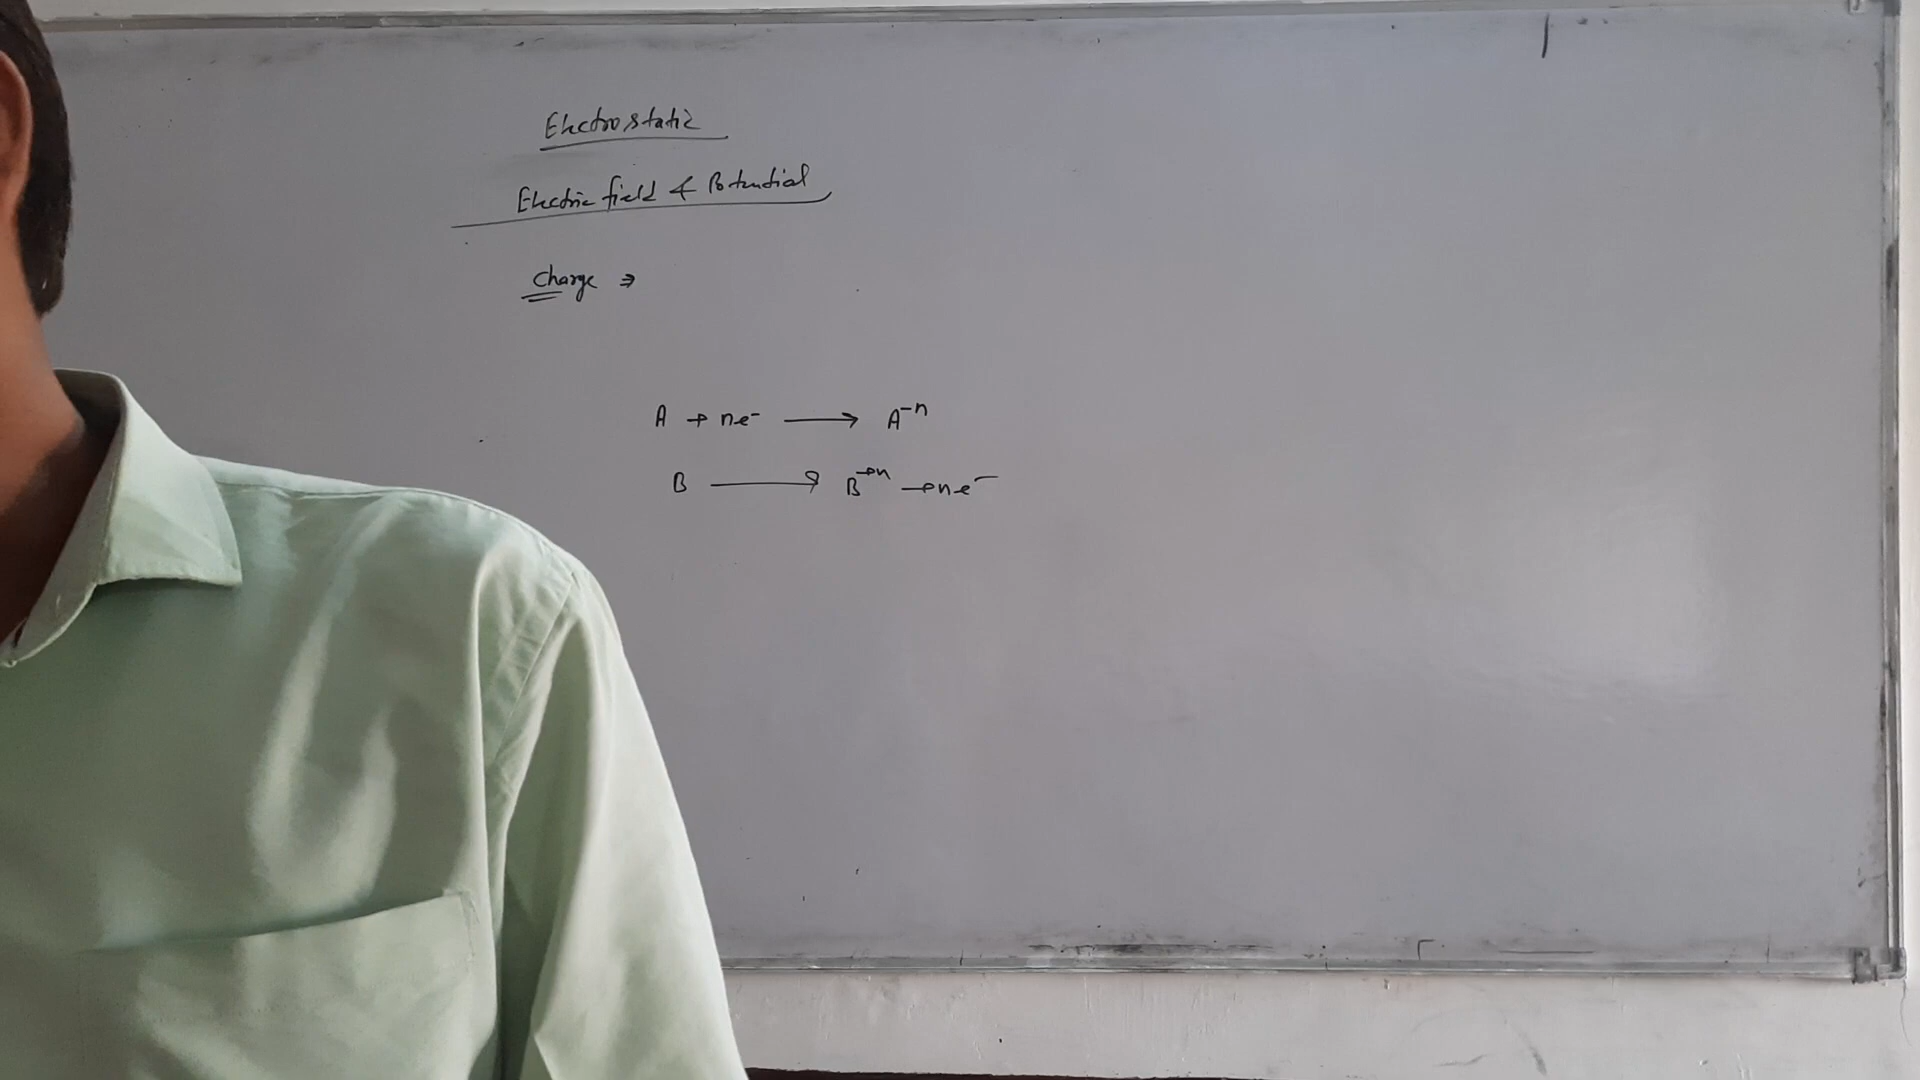 Electrostatic
Electric field & Potential
Charge ⇒
A + ne⁻ ⟶ A⁻ⁿ
B ⟶ B⁺ⁿ + ne⁻